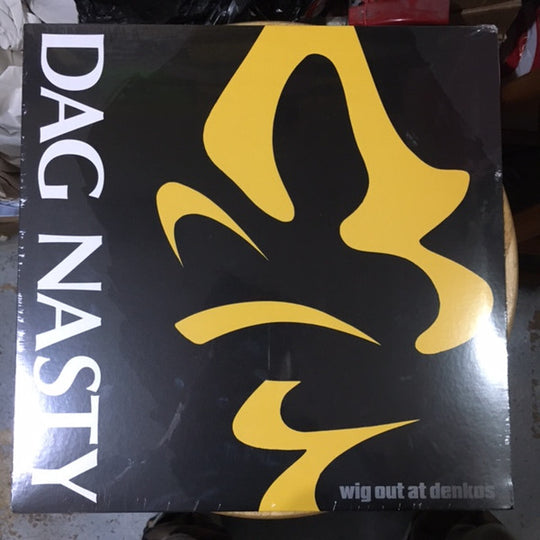 DAG NASTY
wig out at denkos